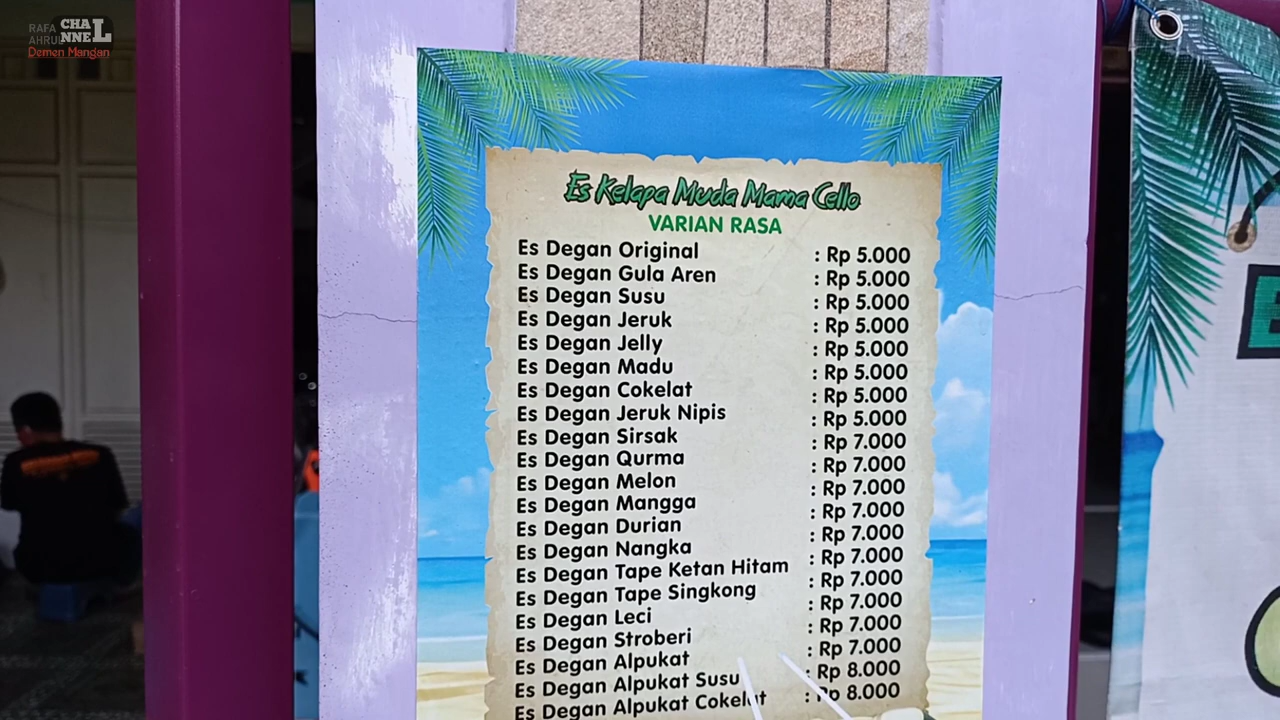 RAFA AHRUL CHANNEL
Demen Mangan
Es Kelapa Muda Mama Cello
VARIAN RASA
Es Degan Original : Rp 5.000
Es Degan Gula Aren : Rp 5.000
Es Degan Susu : Rp 5.000
Es Degan Jeruk : Rp 5.000
Es Degan Jelly : Rp 5.000
Es Degan Madu : Rp 5.000
Es Degan Cokelat : Rp 5.000
Es Degan Jeruk Nipis : Rp 5.000
Es Degan Sirsak : Rp 7.000
Es Degan Qurma : Rp 7.000
Es Degan Melon : Rp 7.000
Es Degan Mangga : Rp 7.000
Es Degan Durian : Rp 7.000
Es Degan Nangka : Rp 7.000
Es Degan Tape Ketan Hitam : Rp 7.000
Es Degan Tape Singkong : Rp 7.000
Es Degan Leci : Rp 7.000
Es Degan Stroberi : Rp 7.000
Es Degan Alpukat : Rp 8.000
Es Degan Alpukat Susu : Rp 8.000
Es Degan Alpukat Cokelat